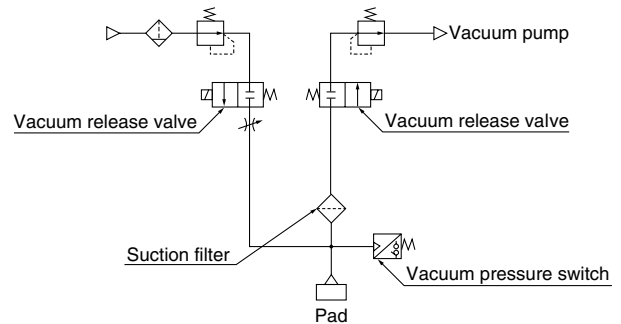 Vacuum pump
Vacuum release valve
Vacuum release valve
Suction filter
Vacuum pressure switch
Pad